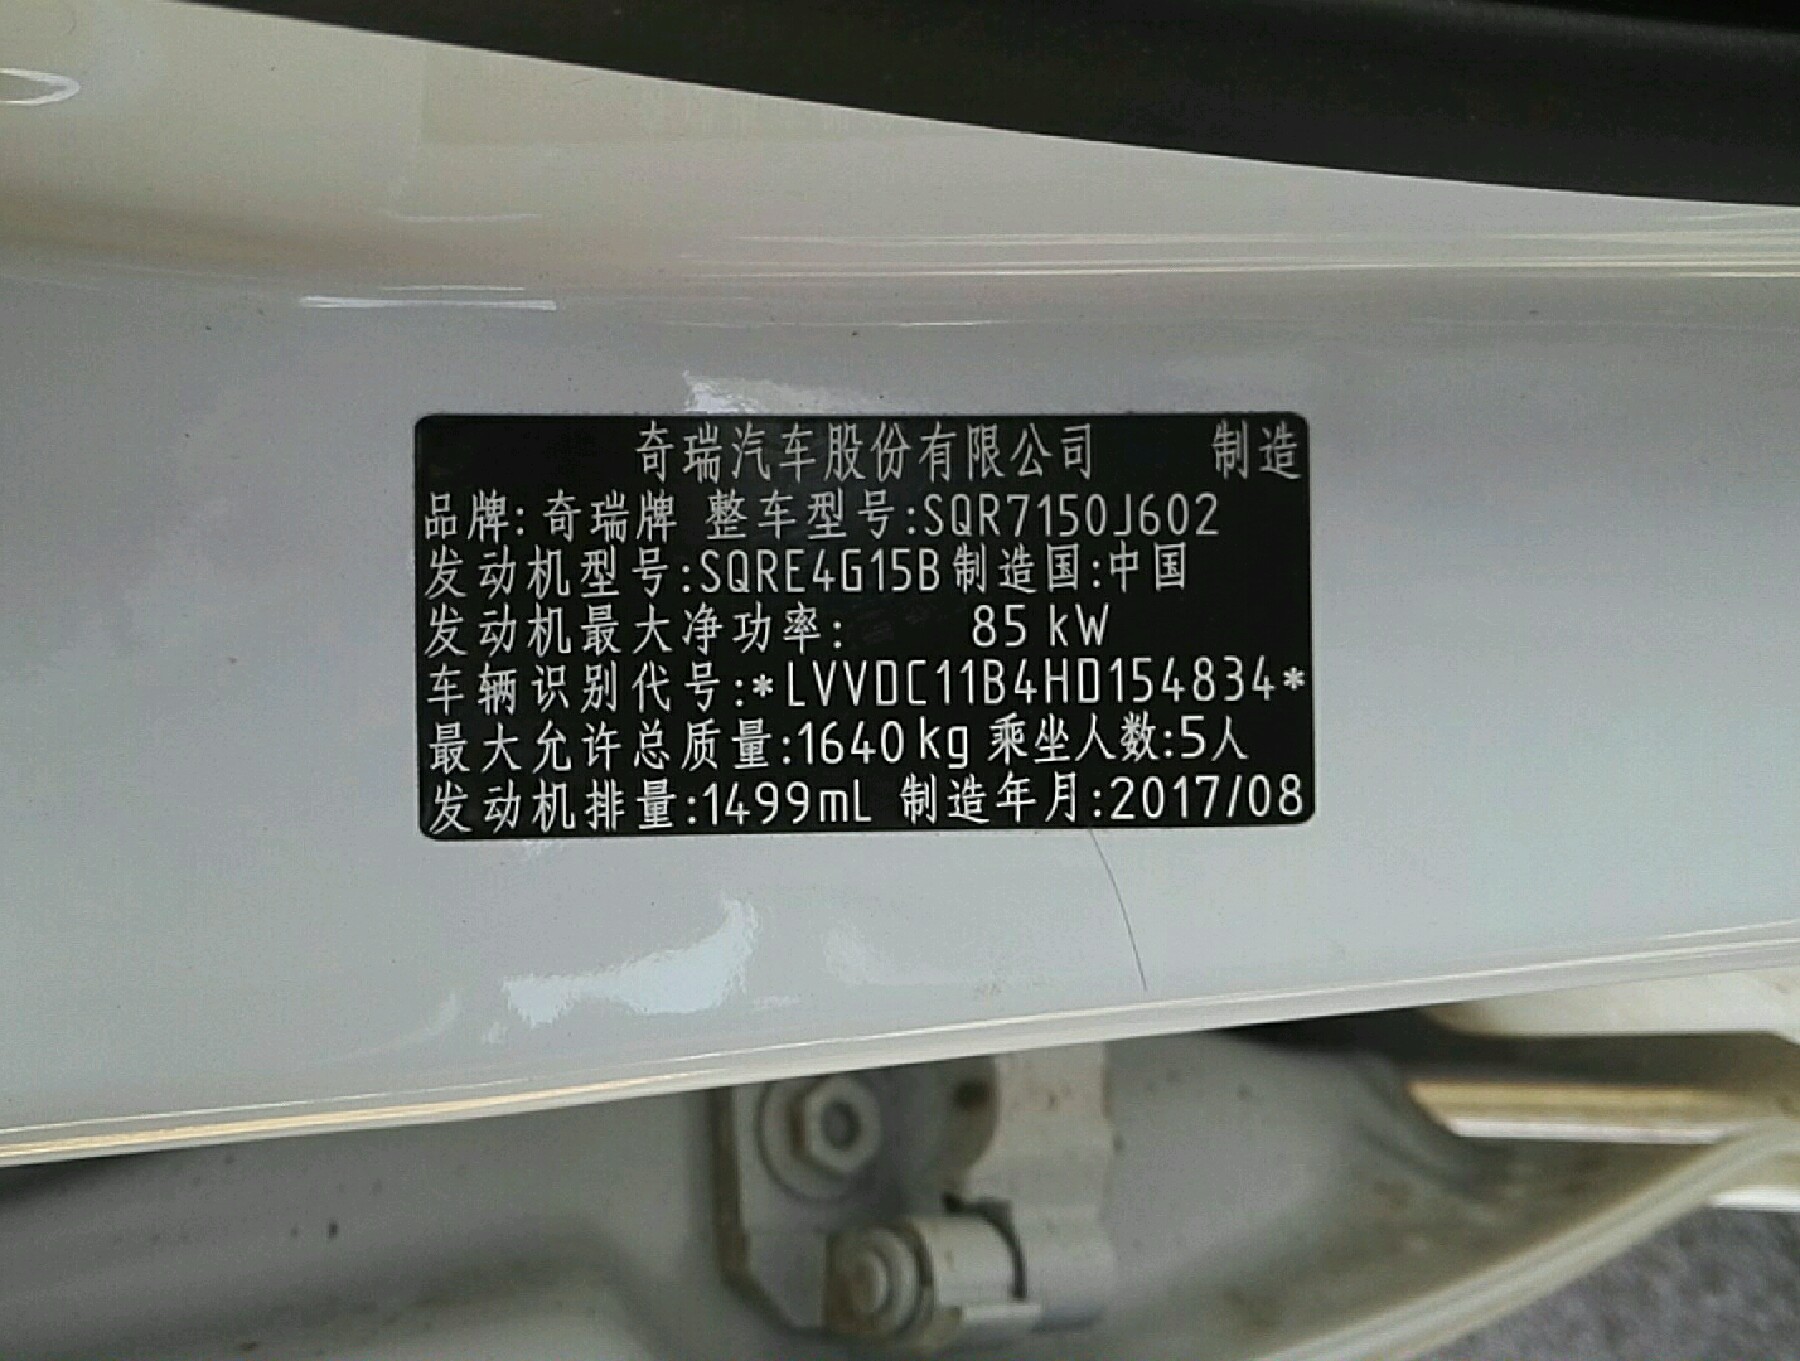 奇瑞汽车股份有限公司 制造
品牌:奇瑞牌 整车型号:SQR7150J602
发动机型号:SQRE4G15B 制造国:中国
发动机最大净功率: 85 kW
车辆识别代号:*LVVDC11B4HD154834*
最大允许总质量:1640kg 乘坐人数:5人
发动机排量:1499mL 制造年月:2017/08